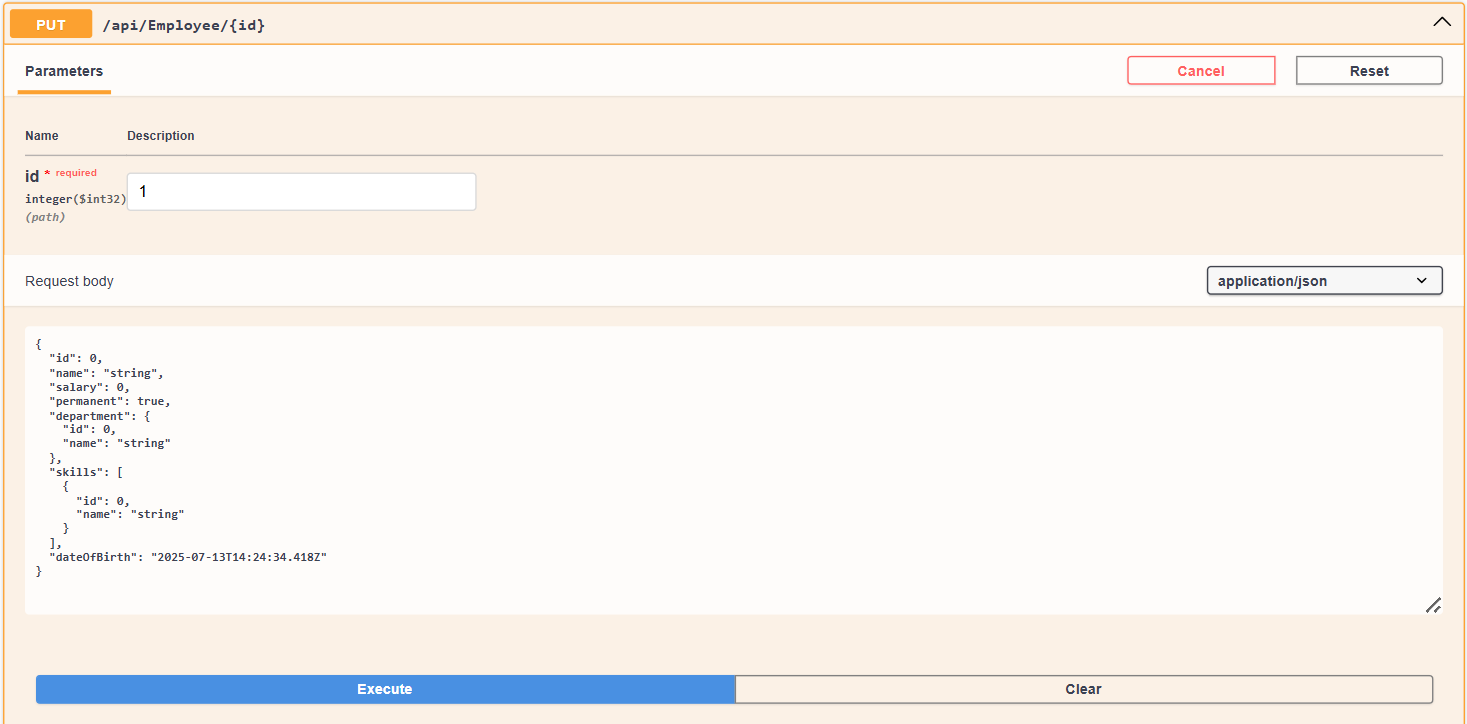 PUT /api/Employee/{id}
Parameters Cancel Reset
Name Description
id * required
1
integer($int32)
(path)
Request body application/json
{
  "id": 0,
  "name": "string",
  "salary": 0,
  "permanent": true,
  "department": {
    "id": 0,
    "name": "string"
  },
  "skills": [
    {
      "id": 0,
      "name": "string"
    }
  ],
  "dateOfBirth": "2025-07-13T14:24:34.418Z"
}
Execute Clear